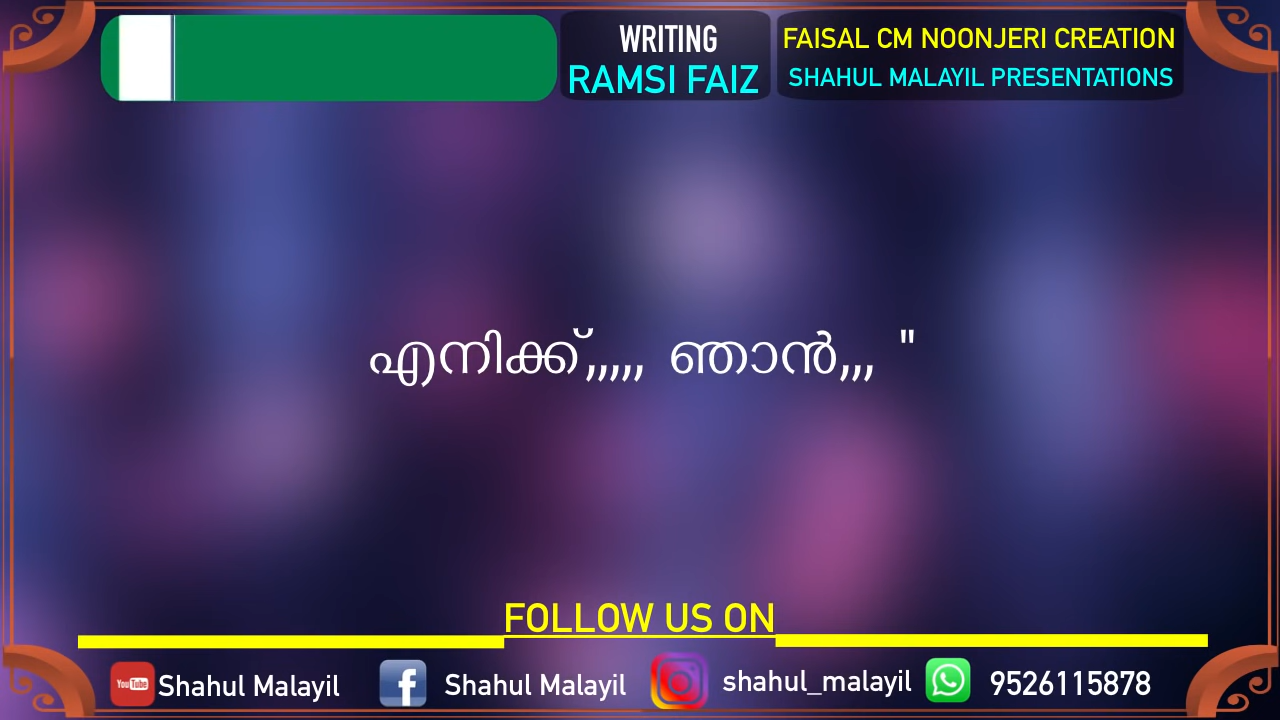 WRITING
RAMSI FAIZ
FAISAL CM NOONJERI CREATION
SHAHUL MALAYIL PRESENTATIONS
എനിക്ക്,,,,, ഞാൻ,,, "
FOLLOW US ON
YouTube Shahul Malayil f Shahul Malayil shahul_malayil 9526115878